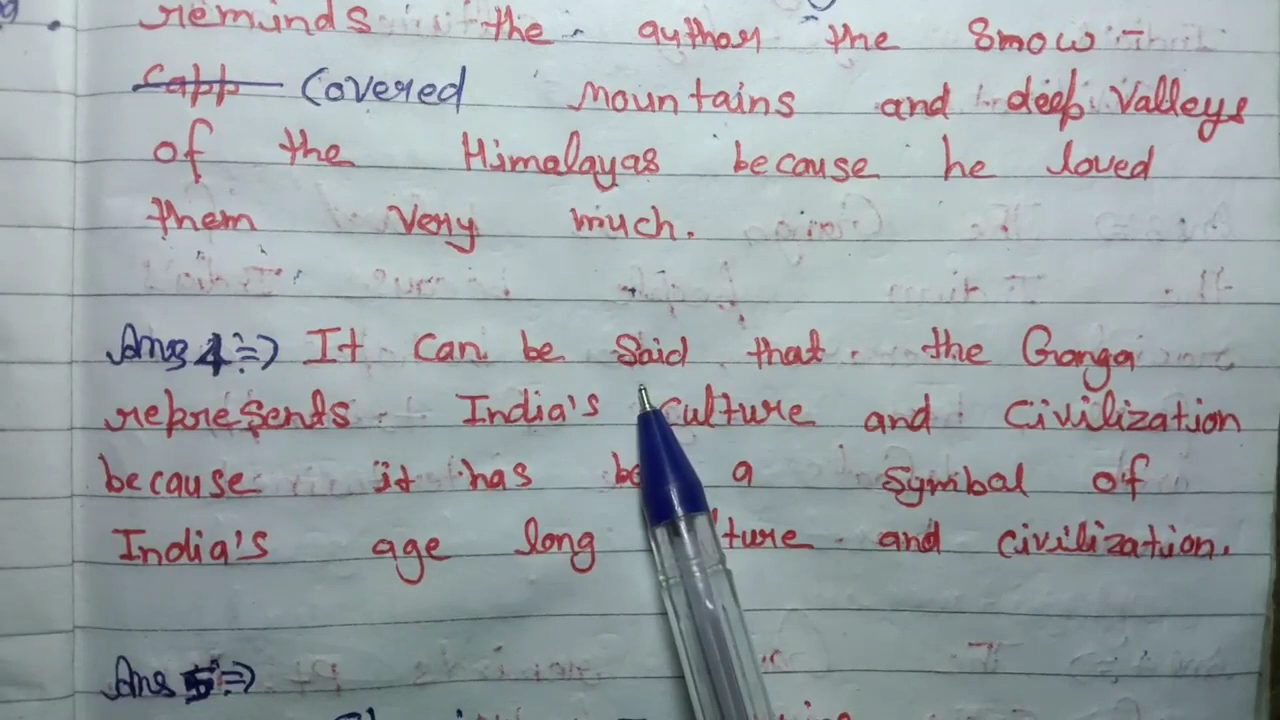 reminds the author the snow-
capp covered mountains and deep valleys
of the Himalayas because he loved
them very much.
Ans 4 => It can be said that the Ganga
represents India's culture and civilization
because it has a symbal of
India's age long and civilization.
Ans 5 =>